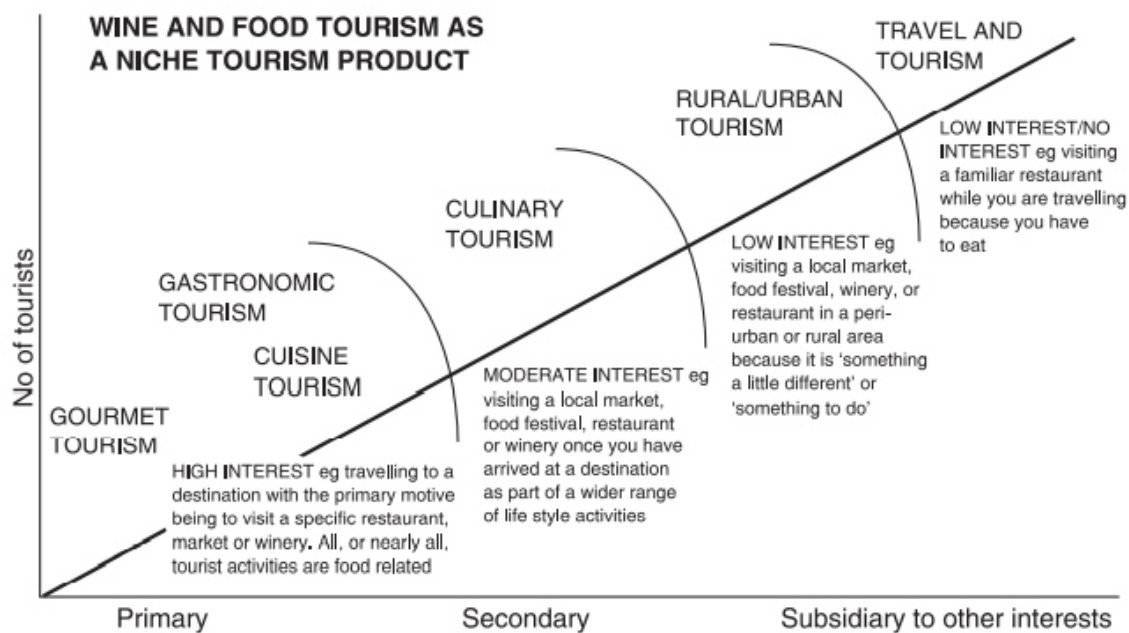 WINE AND FOOD TOURISM AS
A NICHE TOURISM PRODUCT
TRAVEL AND
TOURISM
RURAL/URBAN
TOURISM
LOW INTEREST/NO
INTEREST eg visiting
a familiar restaurant
while you are travelling
because you have
to eat
CULINARY
TOURISM
LOW INTEREST eg
visiting a local market,
food festival, winery, or
restaurant in a peri-
urban or rural area
because it is ‘something
a little different’ or
‘something to do’
GASTRONOMIC
TOURISM
CUISINE
TOURISM
MODERATE INTEREST eg
visiting a local market,
food festival, restaurant
or winery once you have
arrived at a destination
as part of a wider range
of life style activities
GOURMET
TOURISM
HIGH INTEREST eg travelling to a
destination with the primary motive
being to visit a specific restaurant,
market or winery. All, or nearly all,
tourist activities are food related
No of tourists
Primary
Secondary
Subsidiary to other interests